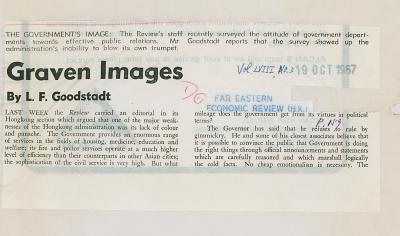 THE GOVERNMENT'S IMAGE: The Review's staff recently surveyed the attitude of government depart-
ments towards effective public relations. Mr Goodstadt reports that the survey showed up the
administration's inability to blow its own trumpet.
Graven Images
By L. F. Goodstadt
Vol LVIII, No.3
19 OCT 1967
FAR EASTERN
ECONOMIC REVIEW (H.K.)
LAST WEEK the Review carried an editorial in its
Hongkong section which argued that one of the major weak-
nesses of the Hongkong administration was its lack of colour
and panache. The Government provides an enormous range
of services in the fields of housing, medicine, education and
welfare; its fire and police services operate at a much higher
level of efficiency than their counterparts in other Asian cities;
the sophistication of the civil service is very high. But what
mileage does the government get from its virtues in political
terms?
The Governor has said that he refuses to rule by
gimmickry. He and some of his close associates believe that
it is possible to convince the public that Government is doing
the right things through official announcements and statements
which are carefully reasoned and which marshal logically
the cold facts. No cheap emotionalism is necessary. The